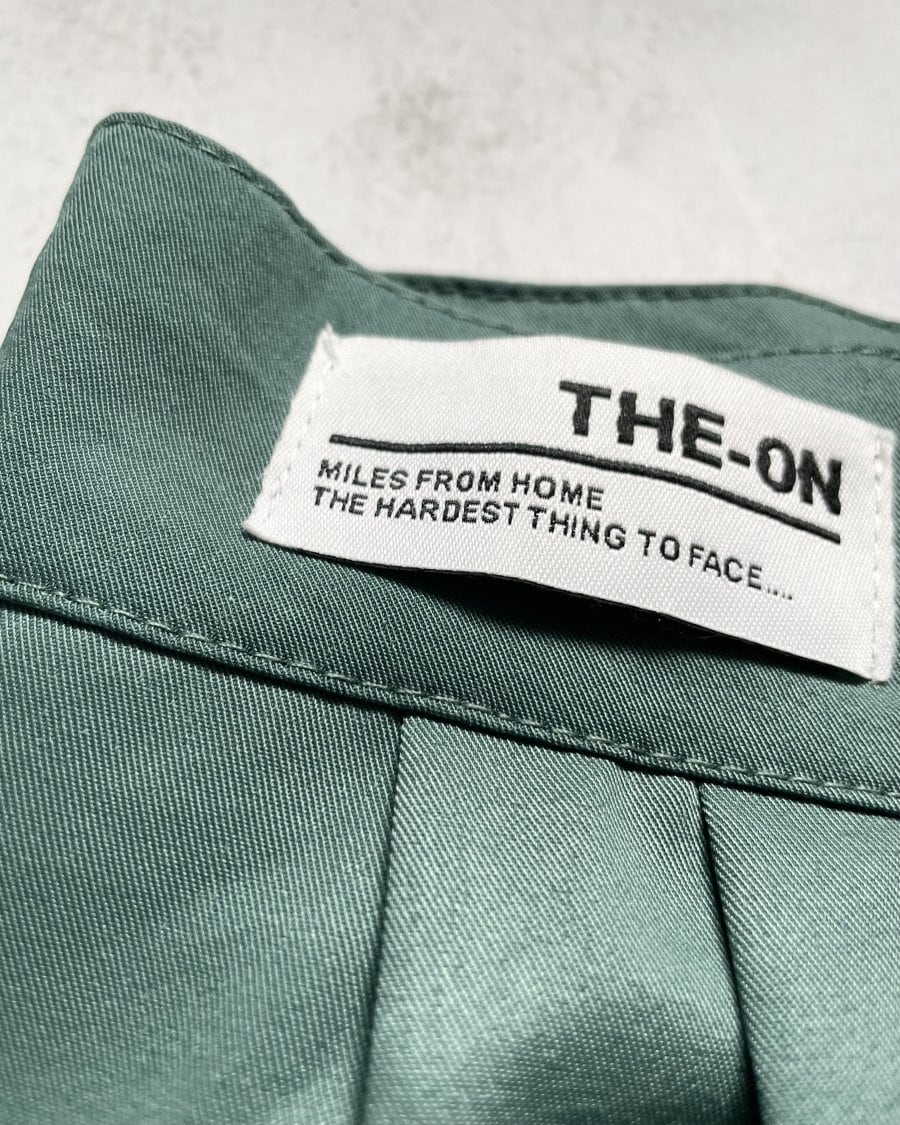 THE-ON
MILES FROM HOME
THE HARDEST THING TO FACE.....